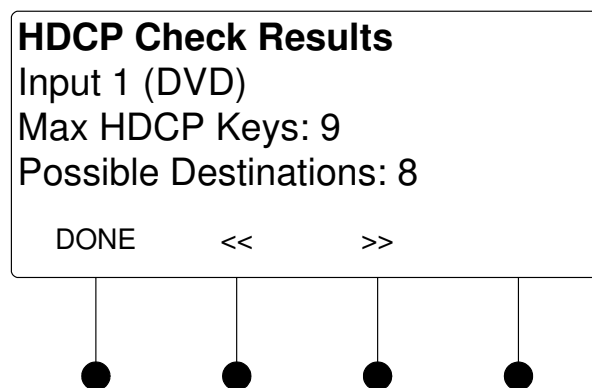 HDCP Check Results
Input 1 (DVD)
Max HDCP Keys: 9
Possible Destinations: 8
DONE << >>